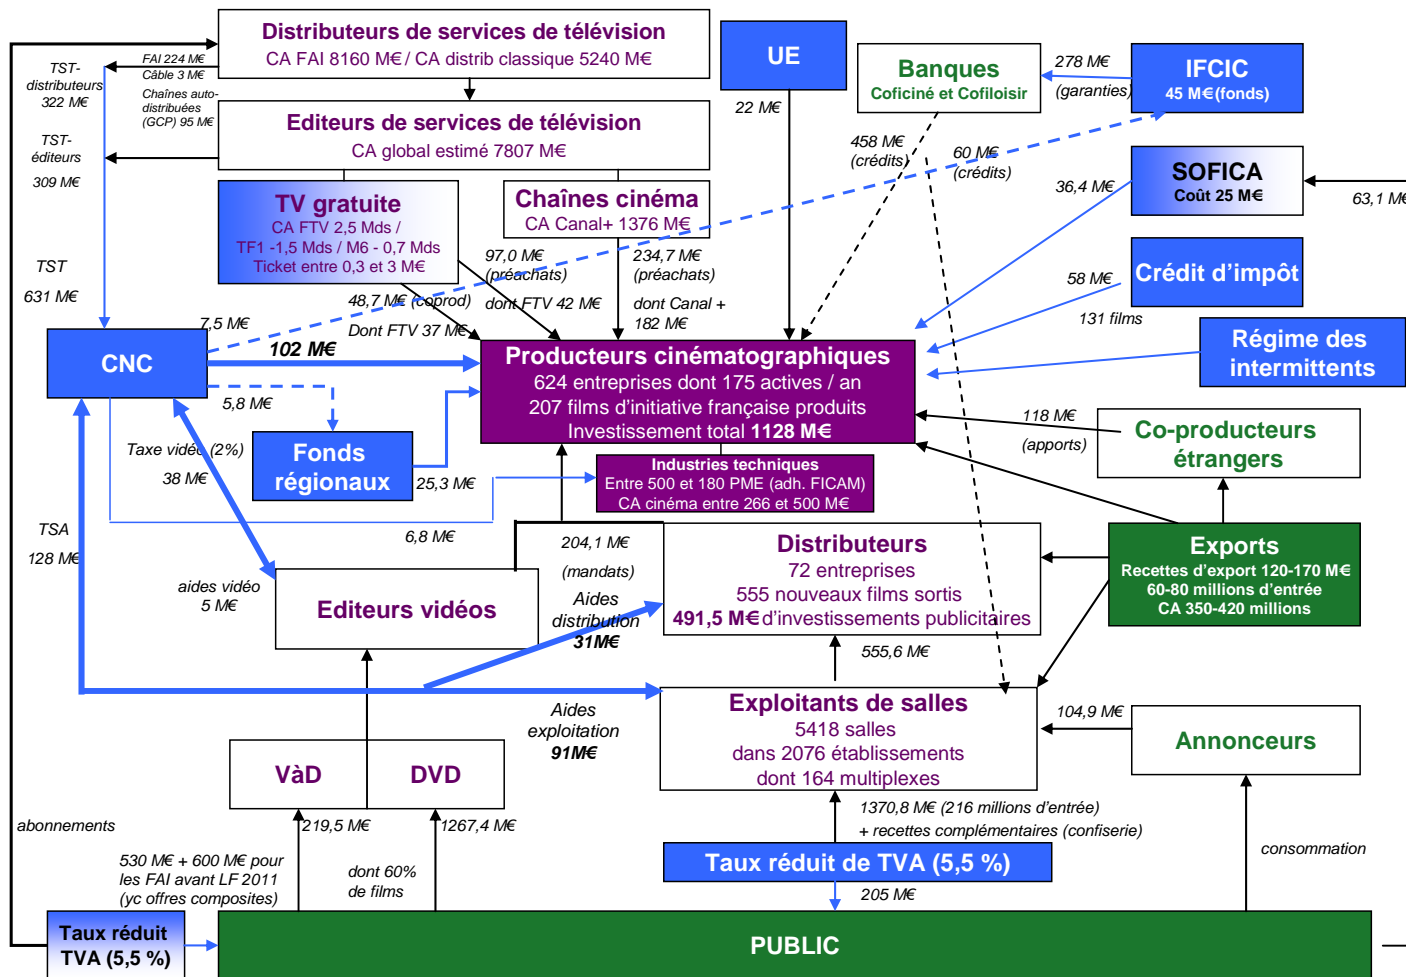 Distributeurs de services de télévision
CA FAI 8160 M€ / CA distrib classique 5240 M€
UE
Banques
Coficiné et Cofiloisir
278 M€
(garanties)
IFCIC
45 M€(fonds)
TST-
distributeurs
322 M€
FAI 224 M€
Câble 3 M€
Chaînes auto-
distribuées
(GCP) 95 M€
22 M€
Editeurs de services de télévision
CA global estimé 7807 M€
TST-
éditeurs
309 M€
458 M€
(crédits)
60 M€
(crédits)
SOFICA
Coût 25 M€
36,4 M€
63,1 M€
TV gratuite
CA FTV 2,5 Mds /
TF1 -1,5 Mds / M6 - 0,7 Mds
Ticket entre 0,3 et 3 M€
Chaînes cinéma
CA Canal+ 1376 M€
97,0 M€
(préachats)
dont FTV 42 M€
234,7 M€
(préachats)
dont Canal +
182 M€
48,7 M€ (coprod)
Dont FTV 37 M€
TST
631 M€
58 M€
131 films
Crédit d'impôt
7,5 M€
102 M€
CNC
5,8 M€
Producteurs cinématographiques
624 entreprises dont 175 actives / an
207 films d'initiative française produits
Investissement total 1128 M€
Régime des
intermittents
118 M€
(apports)
Co-producteurs
étrangers
Taxe vidéo (2%)
38 M€
Fonds
régionaux
25,3 M€
Industries techniques
Entre 500 et 180 PME (adh. FICAM)
CA cinéma entre 266 et 500 M€
TSA
128 M€
6,8 M€
204,1 M€
(mandats)
Distributeurs
72 entreprises
555 nouveaux films sortis
491,5 M€ d'investissements publicitaires
Exports
Recettes d'export 120-170 M€
60-80 millions d'entrée
CA 350-420 millions
aides vidéo
5 M€
Editeurs vidéos
Aides
distribution
31M€
555,6 M€
Aides
exploitation
91M€
Exploitants de salles
5418 salles
dans 2076 établissements
dont 164 multiplexes
104,9 M€
Annonceurs
VàD
DVD
abonnements
219,5 M€
1267,4 M€
1370,8 M€ (216 millions d'entrée)
+ recettes complémentaires (confiserie)
530 M€ + 600 M€ pour
les FAI avant LF 2011
(yc offres composites)
dont 60%
de films
Taux réduit de TVA (5,5 %)
205 M€
consommation
Taux réduit
TVA (5,5 %)
PUBLIC